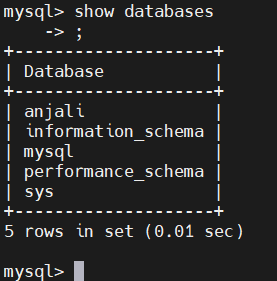 mysql> show databases
    -> ;
+--------------------+
| Database           |
+--------------------+
| anjali             |
| information_schema |
| mysql              |
| performance_schema |
| sys                |
+--------------------+
5 rows in set (0.01 sec)
mysql>